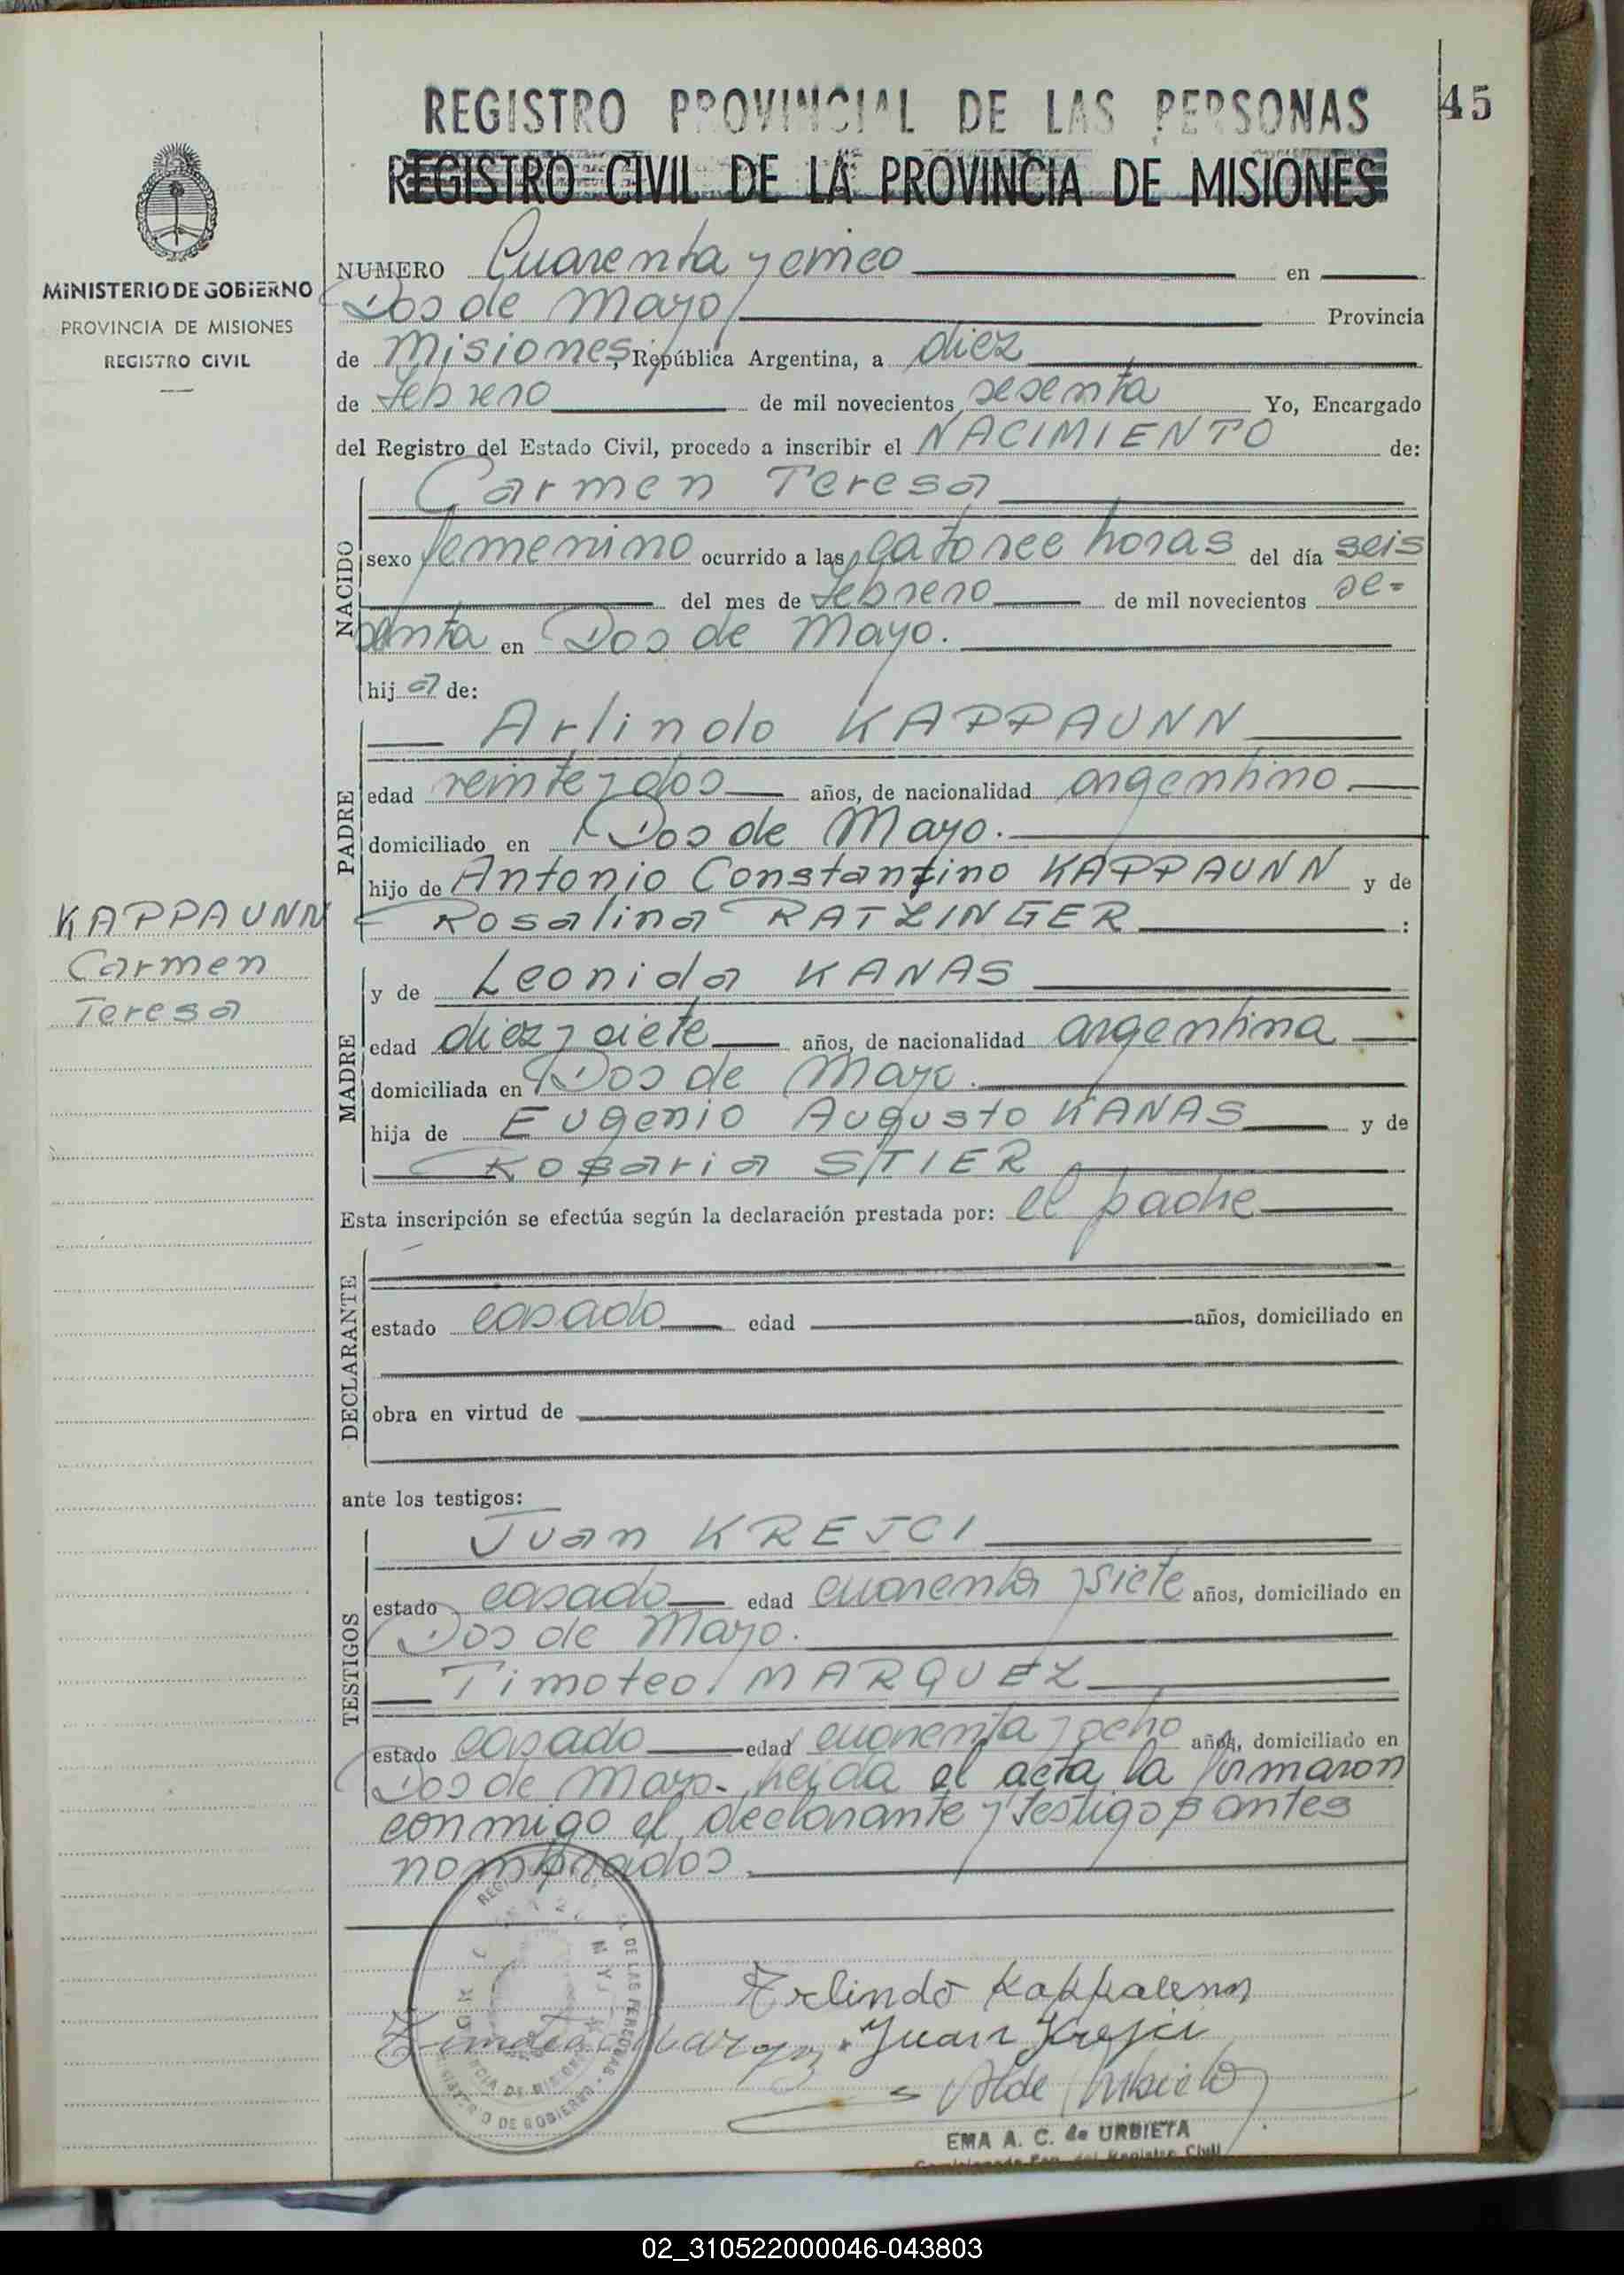 REGISTRO PROVINCIAL DE LAS PERSONAS
45
REGISTRO CIVIL DE LA PROVINCIA DE MISIONES
MINISTERIO DE GOBIERNO
PROVINCIA DE MISIONES
REGISTRO CIVIL
NUMERO Cuarenta y cinco en
Dos de Mayo Provincia
de Misiones, República Argentina, a diez
de febrero de mil novecientos sesenta Yo, Encargado
del Registro del Estado Civil, procedo a inscribir el NACIMIENTO de:
NACIDO
Carmen Teresa
sexo femenino ocurrido a las catorce horas del día seis
del mes de febrero de mil novecientos se-
senta en Dos de Mayo.
hija de:
PADRE
Arlindo KAPPAUNN
edad veinte y dos años, de nacionalidad argentino
domiciliado en Dos de Mayo.
hijo de Antonio Constantino KAPPAUNN y de
Rosalina RATZINGER :
KAPPAUNN
Carmen
Teresa
MADRE
y de Leonida KANAS
edad diez y siete años, de nacionalidad argentina
domiciliada en Dos de Mayo.
hija de Eugenio Augusto KANAS y de
Rosaria STIER
Esta inscripción se efectúa según la declaración prestada por: el padre
DECLARANTE
estado casado edad años, domiciliado en
obra en virtud de
ante los testigos:
TESTIGOS
Juan KREJCI
estado casado edad cuarenta y siete años, domiciliado en
Dos de Mayo.
Timoteo MARQUEZ
estado casado edad cuarenta y ocho años, domiciliado en
Dos de Mayo. Leída el acta, la firmaron
conmigo el declarante y testigos antes
nombrados.
Arlindo Kappaunn
Timoteo Marquez Juan Krejci
EMA A. C. de URBIETA
del Registro Civil
02_310522000046-043803